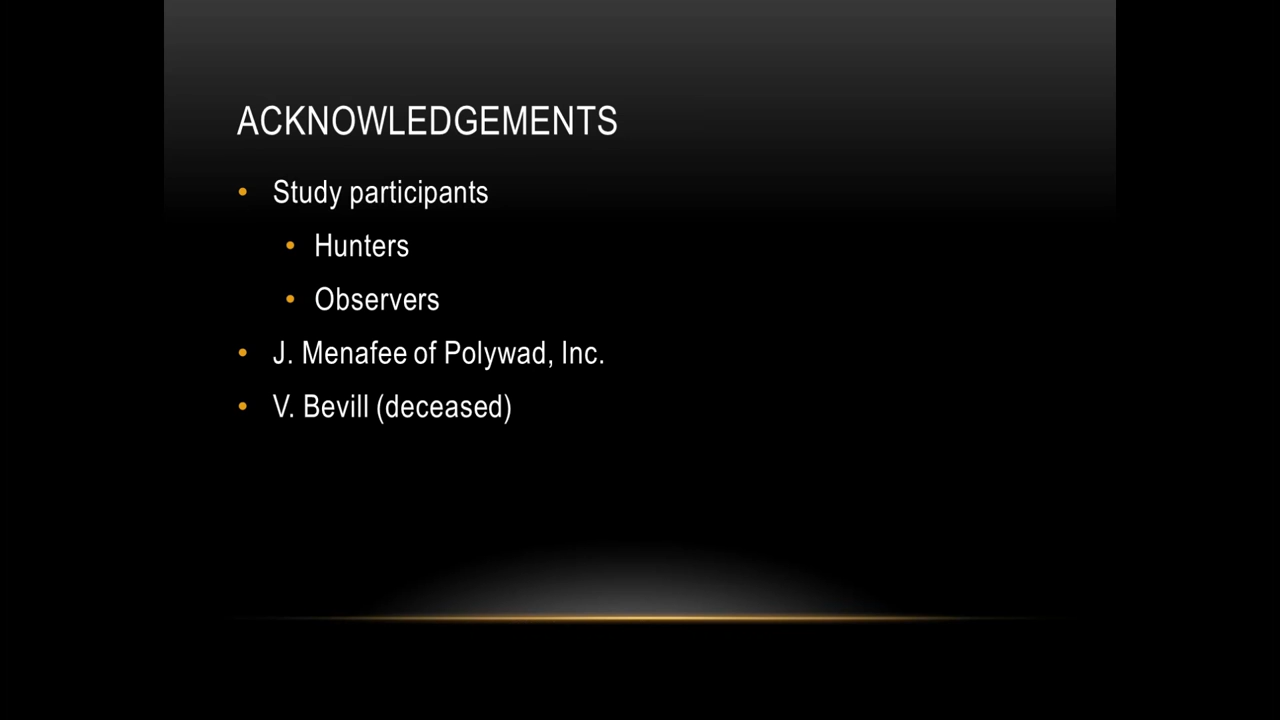 ACKNOWLEDGEMENTS
• Study participants
• Hunters
• Observers
• J. Menafee of Polywad, Inc.
• V. Bevill (deceased)